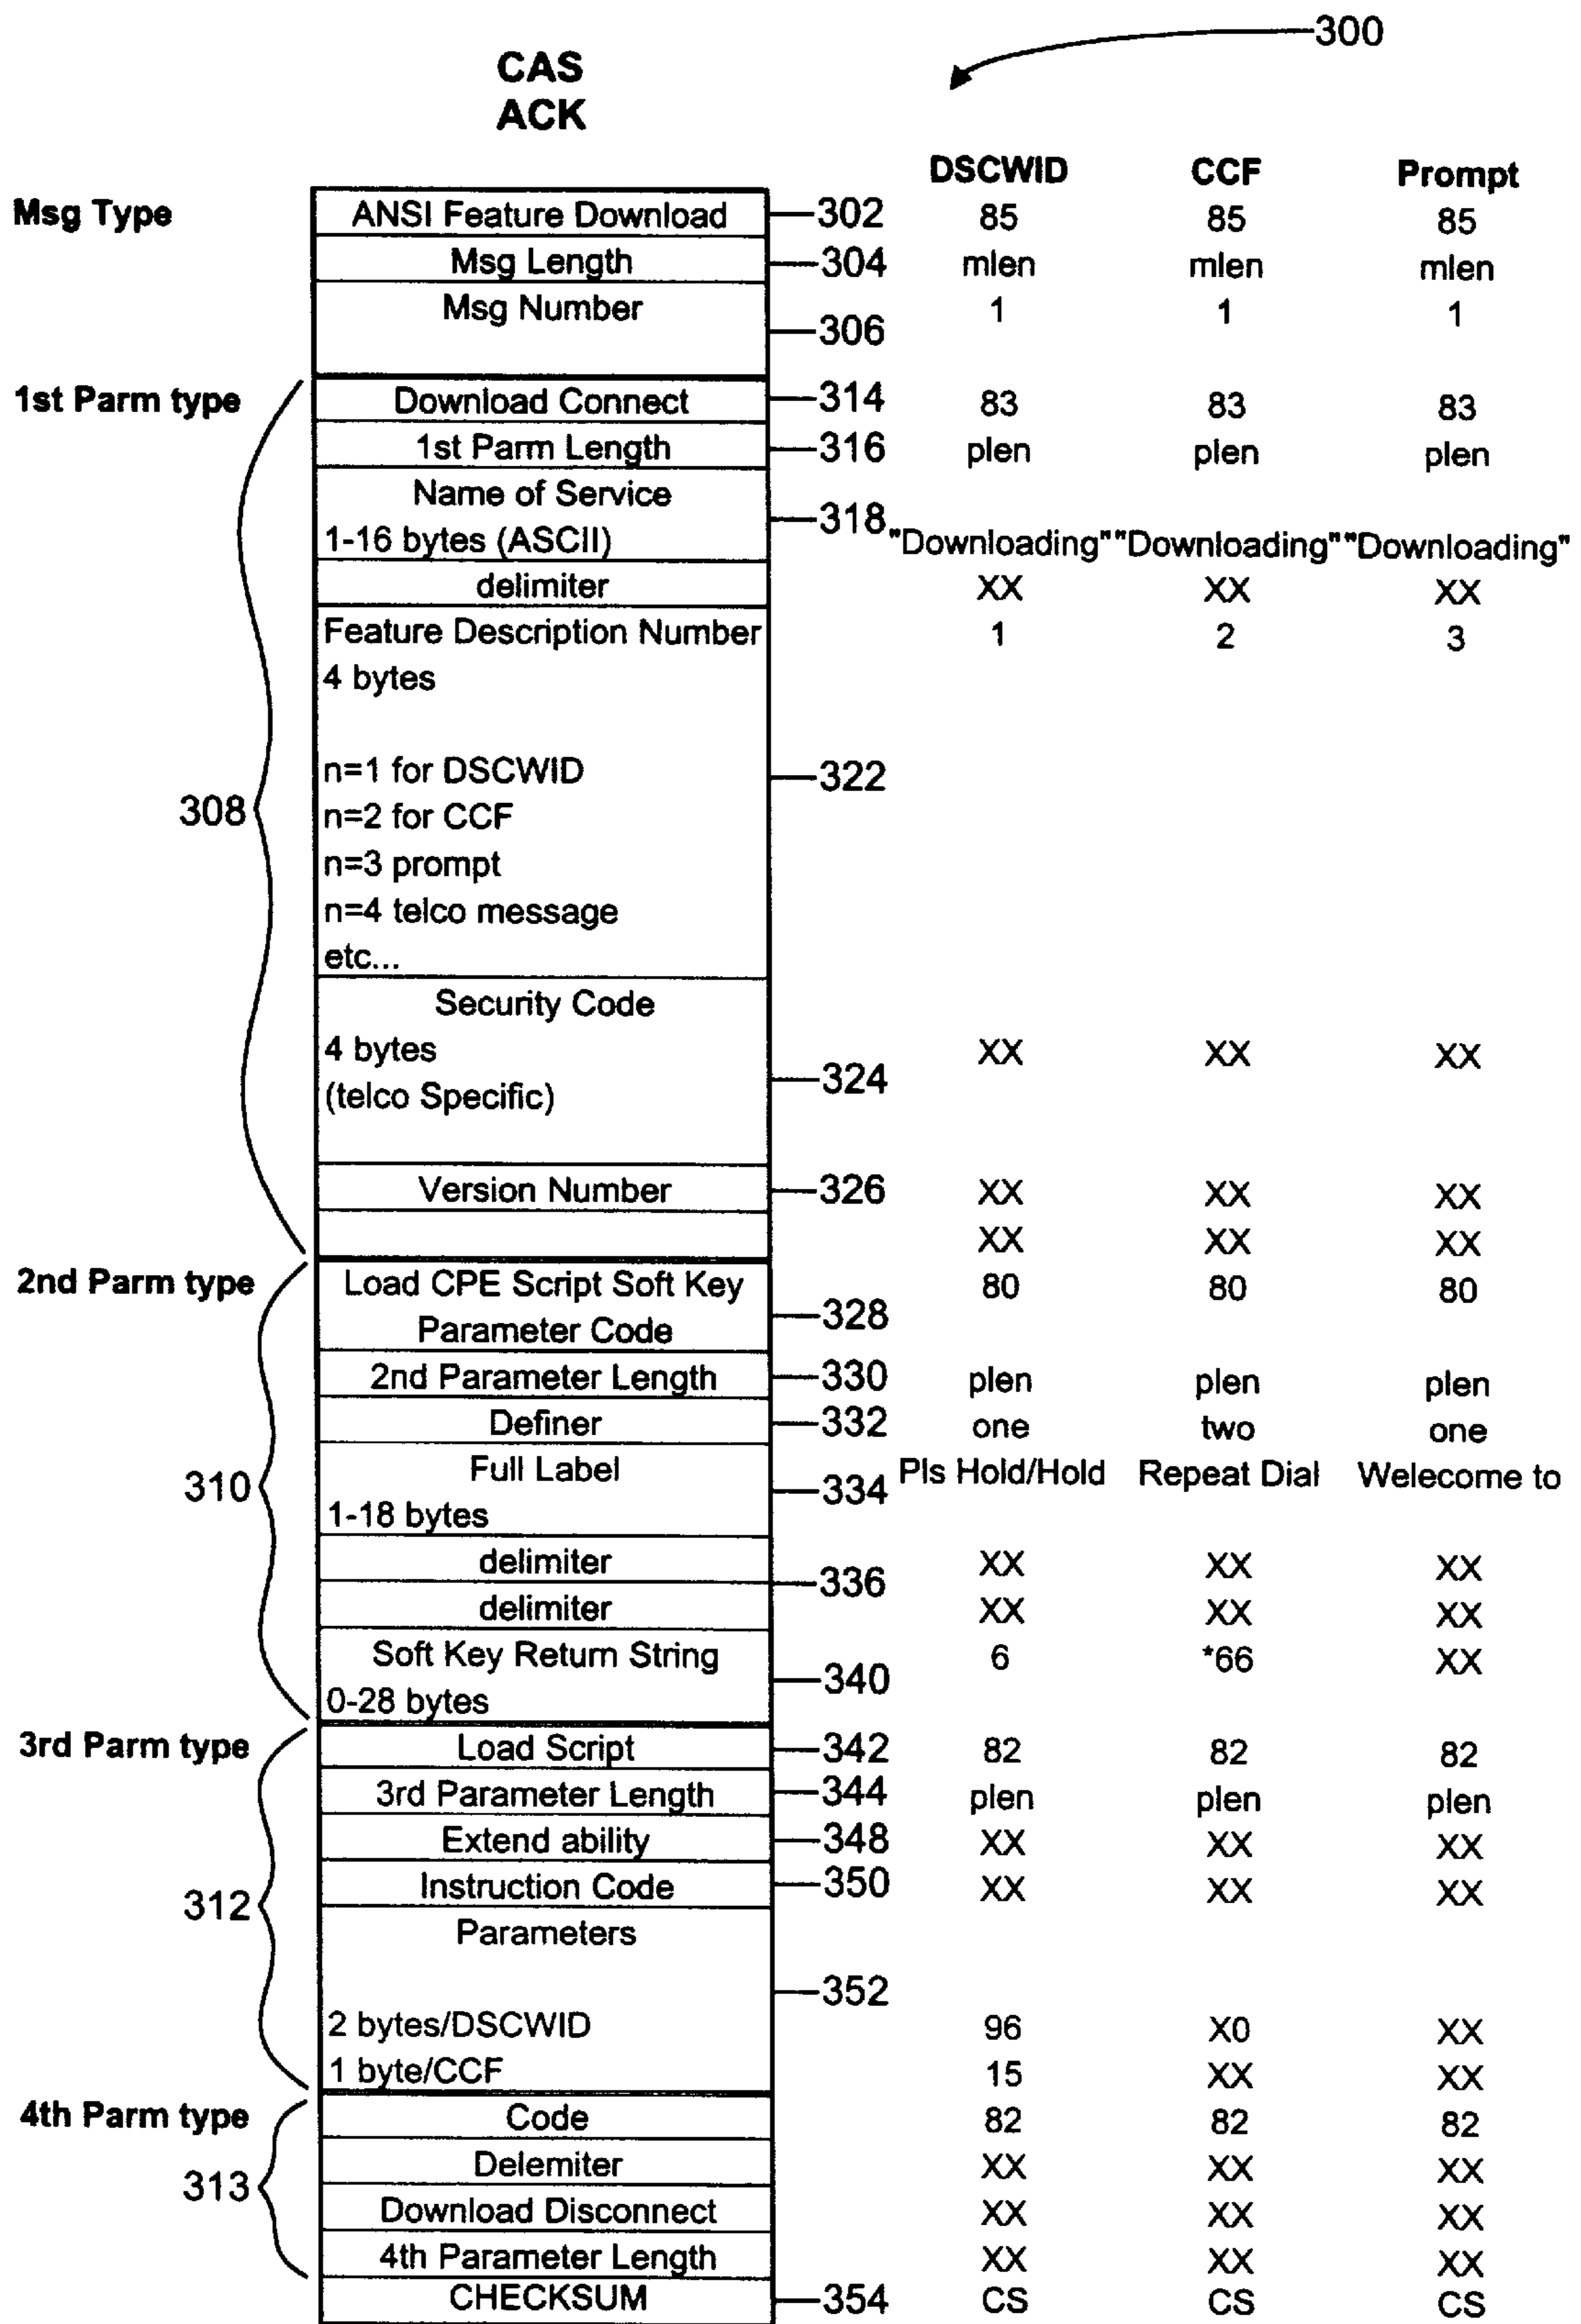 300
CAS
ACK
DSCWID CCF Prompt
Msg Type ANSI Feature Download 302 85 85 85
Msg Length 304 mlen mlen mlen
Msg Number 306 1 1 1
1st Parm type Download Connect 314 83 83 83
1st Parm Length 316 plen plen plen
Name of Service
1-16 bytes (ASCII) 318 "Downloading" "Downloading" "Downloading"
delimiter XX XX XX
Feature Description Number 1 2 3
4 bytes
n=1 for DSCWID 322
308 n=2 for CCF
n=3 prompt
n=4 telco message
etc...
Security Code
4 bytes XX XX XX
(telco Specific) 324
Version Number 326 XX XX XX
XX XX XX
2nd Parm type Load CPE Script Soft Key 80 80 80
Parameter Code 328
2nd Parameter Length 330 plen plen plen
Definer 332 one two one
310 Full Label 334 Pls Hold/Hold Repeat Dial Welecome to
1-18 bytes
delimiter 336 XX XX XX
delimiter XX XX XX
Soft Key Return String 6 *66 XX
0-28 bytes 340
3rd Parm type Load Script 342 82 82 82
3rd Parameter Length 344 plen plen plen
Extend ability 348 XX XX XX
312 Instruction Code 350 XX XX XX
Parameters
352
2 bytes/DSCWID 96 X0 XX
1 byte/CCF 15 XX XX
4th Parm type Code 82 82 82
313 Delemiter XX XX XX
Download Disconnect XX XX XX
4th Parameter Length XX XX XX
CHECKSUM 354 CS CS CS